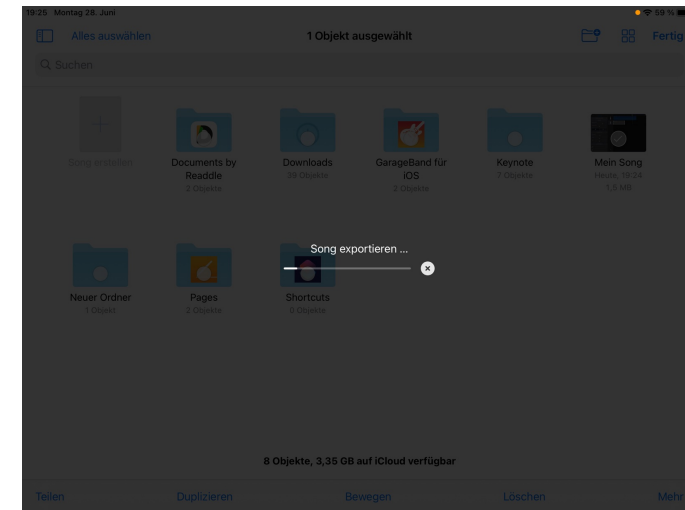 19:25 Montag 28. Juni
59 %
Alles auswählen
1 Objekt ausgewählt
Fertig
Suchen
Song erstellen
Documents by
Readdle
2 Objekte
Downloads
29 Objekte
GarageBand für
iOS
3 Objekte
Keynote
7 Objekte
Mein Song
Heute, 19:24
1,5 MB
Song exportieren ...
Neuer Ordner
1 Objekt
Pages
2 Objekte
Shortcuts
0 Objekte
8 Objekte, 3,35 GB auf iCloud verfügbar
Teilen
Duplizieren
Bewegen
Löschen
Mehr